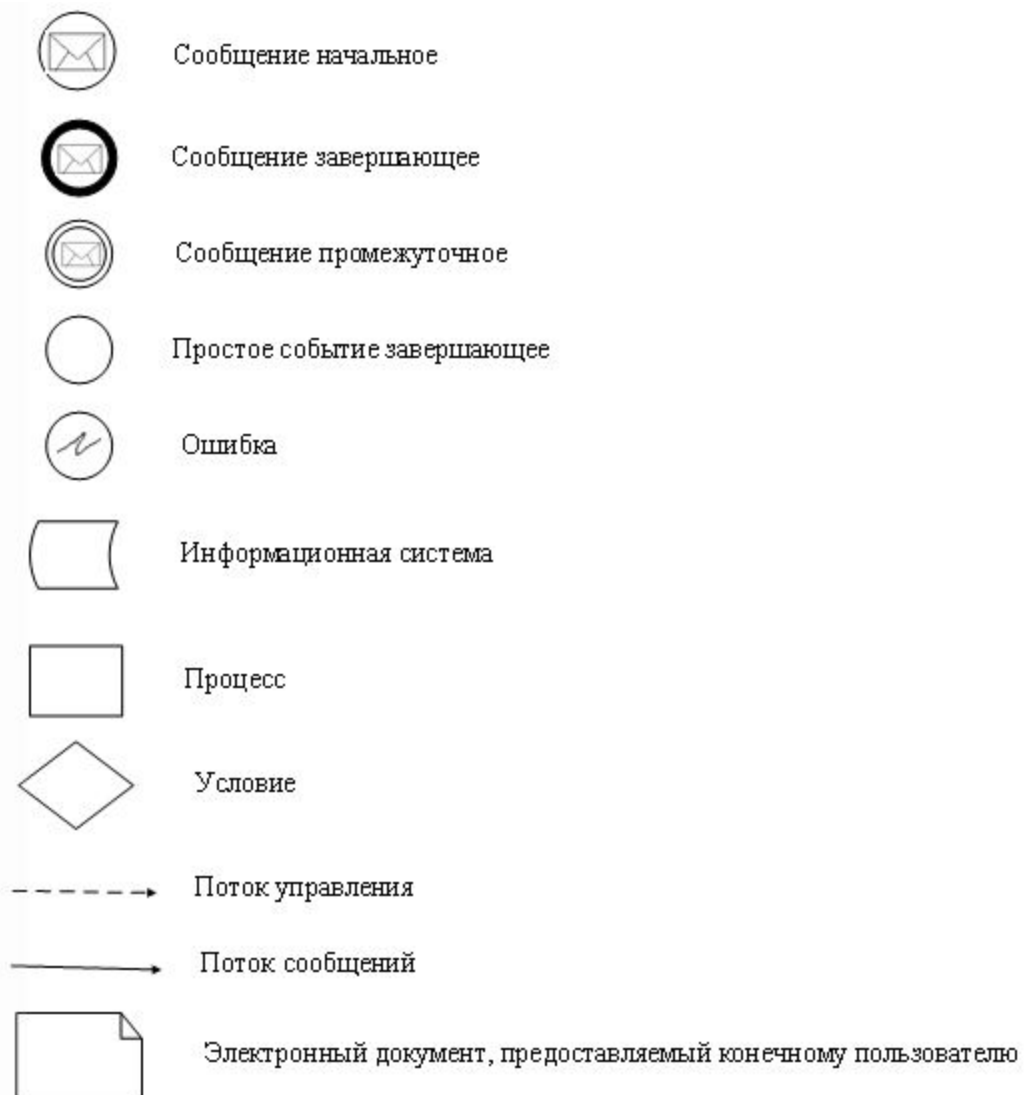 Сообщение начальное
Сообщение завершающее
Сообщение промежуточное
Простое событие завершающее
Ошибка
Информационная система
Процесс
Условие
Поток управления
Поток сообщений
Электронный документ, предоставляемый конечному пользователю